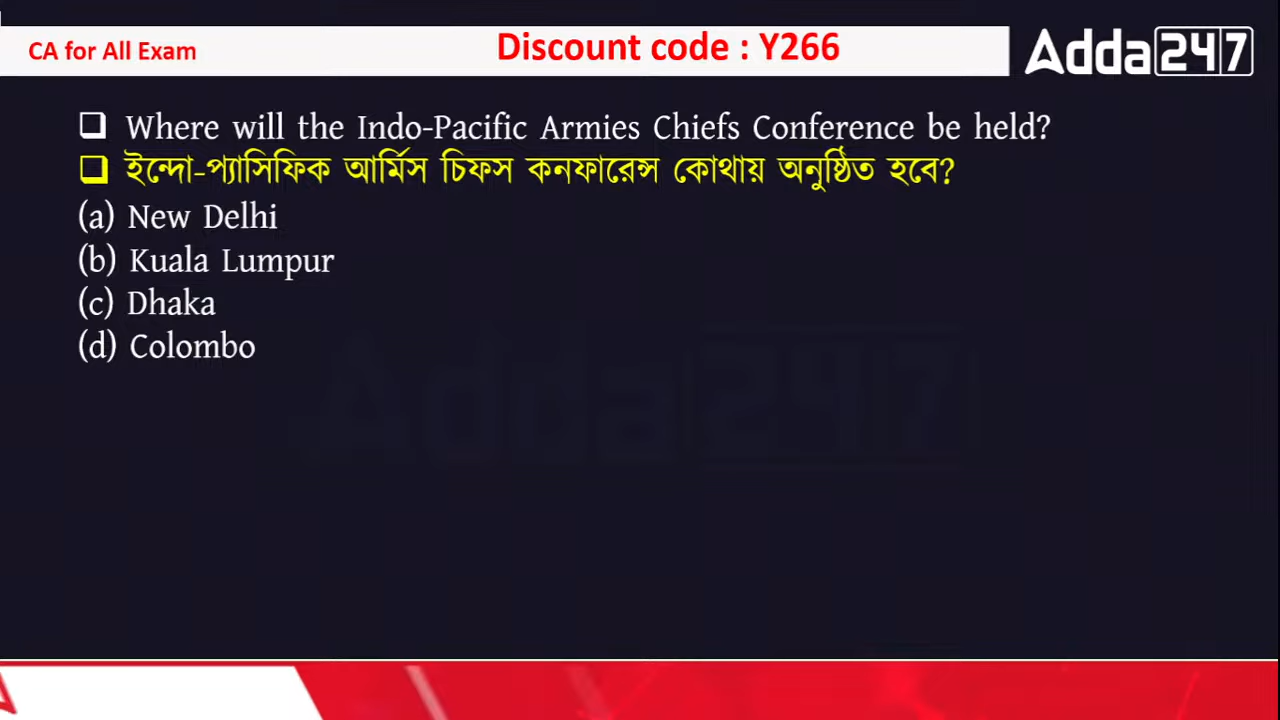 CA for All Exam
Discount code : Y266
Adda247
❑ Where will the Indo-Pacific Armies Chiefs Conference be held?
❑ ইন্দো-প্যাসিফিক আর্মিস চিফস কনফারেন্স কোথায় অনুষ্ঠিত হবে?
(a) New Delhi
(b) Kuala Lumpur
(c) Dhaka
(d) Colombo
Adda247